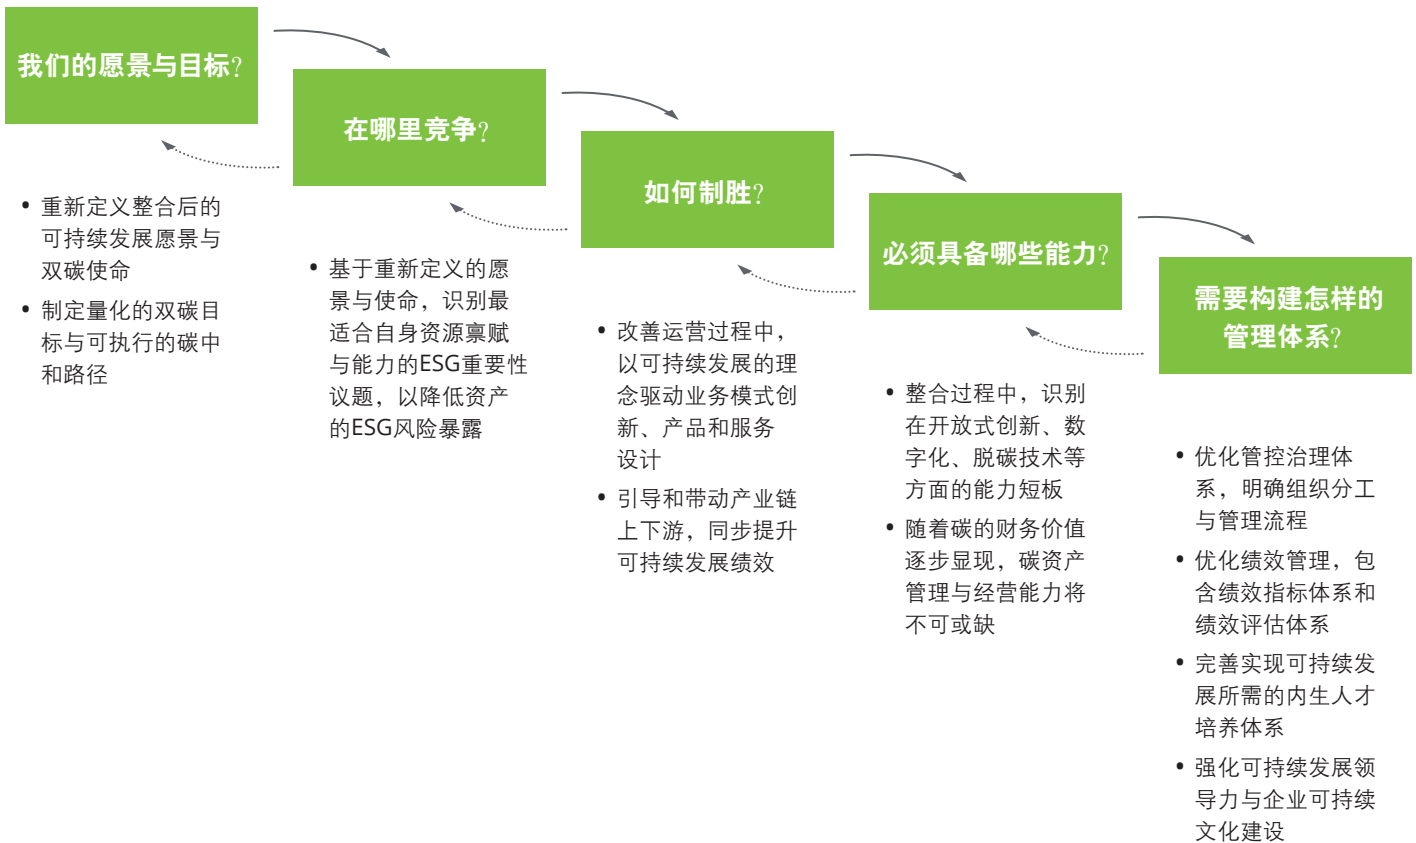 我们的愿景与目标？
• 重新定义整合后的
可持续发展愿景与
双碳使命
• 制定量化的双碳目
标与可执行的碳中
和路径
在哪里竞争？
• 基于重新定义的愿
景与使命，识别最
适合自身资源禀赋
与能力的ESG重要性
议题，以降低资产
的ESG风险暴露
如何制胜？
• 改善运营过程中，
以可持续发展的理
念驱动业务模式创
新、产品和服务
设计
• 引导和带动产业链
上下游，同步提升
可持续发展绩效
必须具备哪些能力？
• 整合过程中，识别
在开放式创新、数
字化、脱碳技术等
方面的能力短板
• 随着碳的财务价值
逐步显现，碳资产
管理与经营能力将
不可或缺
需要构建怎样的
管理体系？
• 优化管控治理体
系，明确组织分工
与管理流程
• 优化绩效管理，包
含绩效指标体系和
绩效评估体系
• 完善实现可持续发
展所需的内生人才
培养体系
• 强化可持续发展领
导力与企业可持续
文化建设